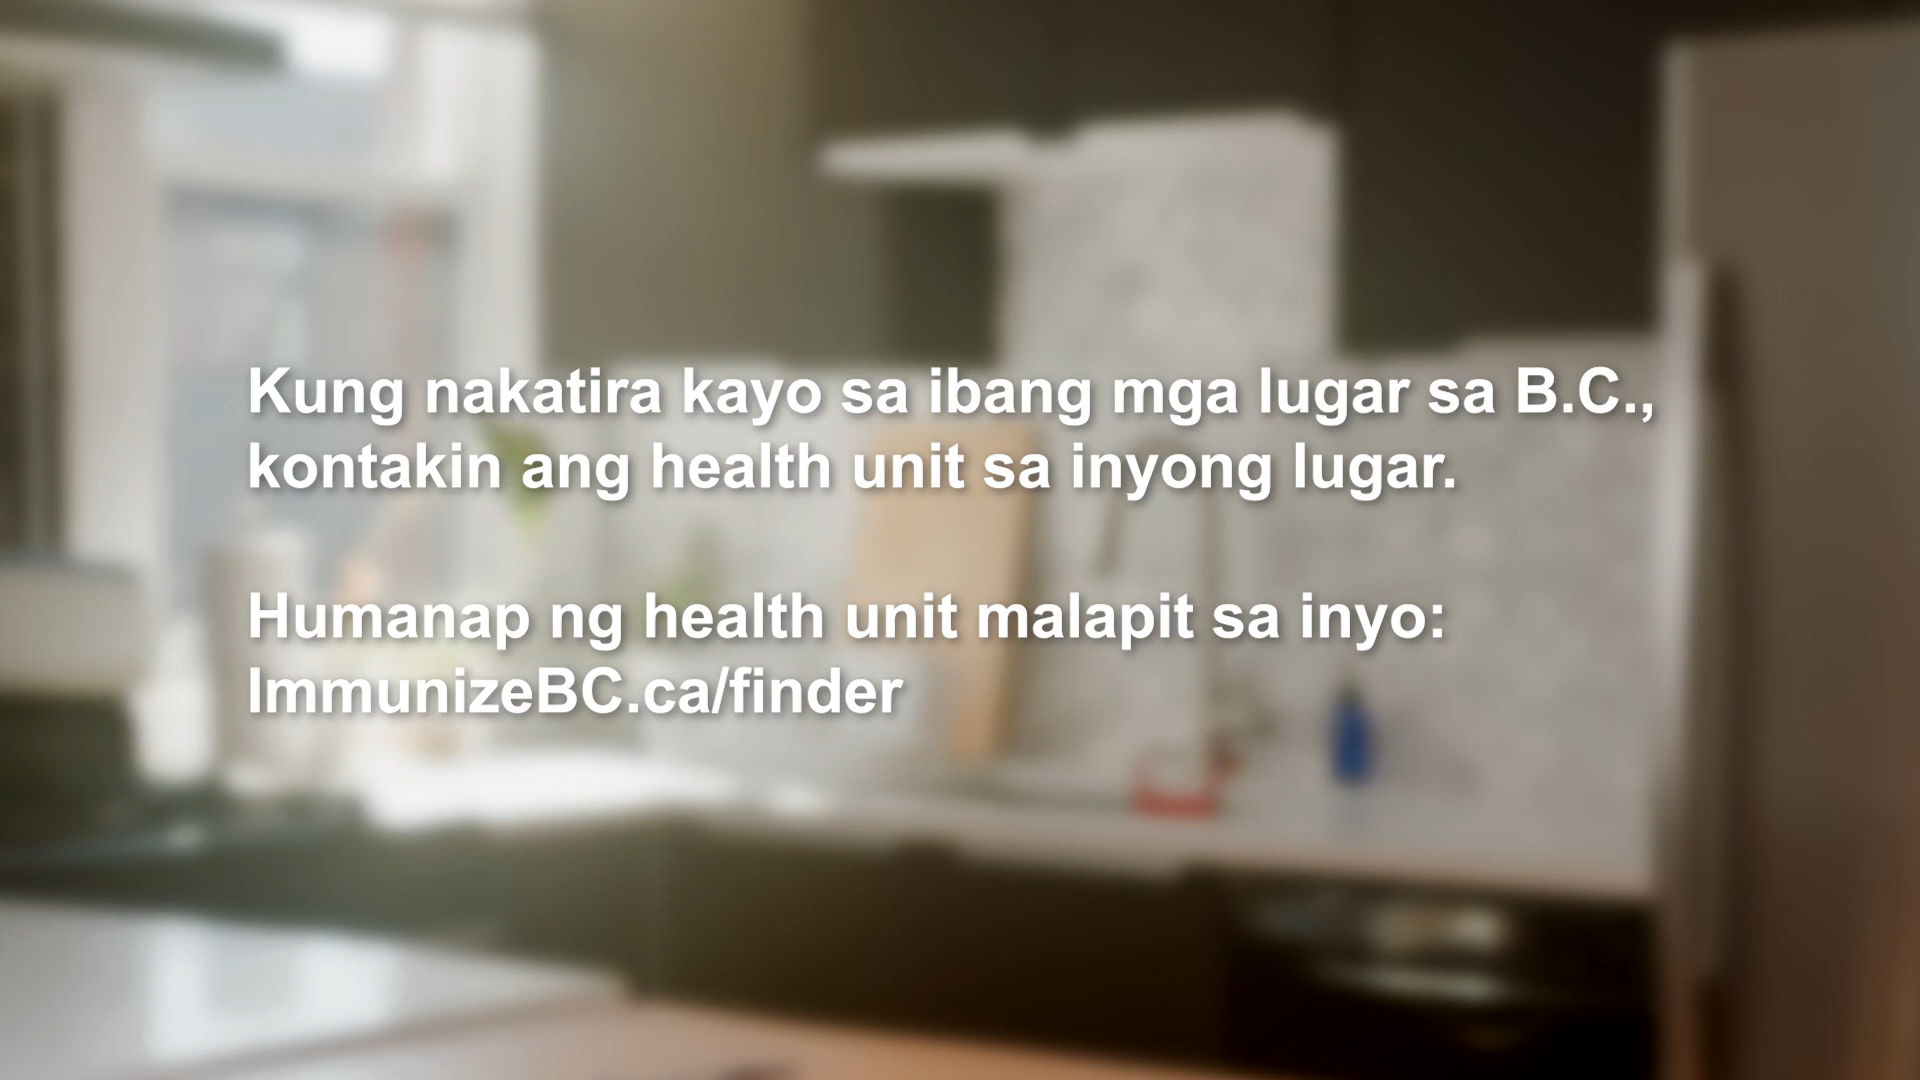 Kung nakatira kayo sa ibang mga lugar sa B.C.,
kontakin ang health unit sa inyong lugar.
Humanap ng health unit malapit sa inyo:
ImmunizeBC.ca/finder